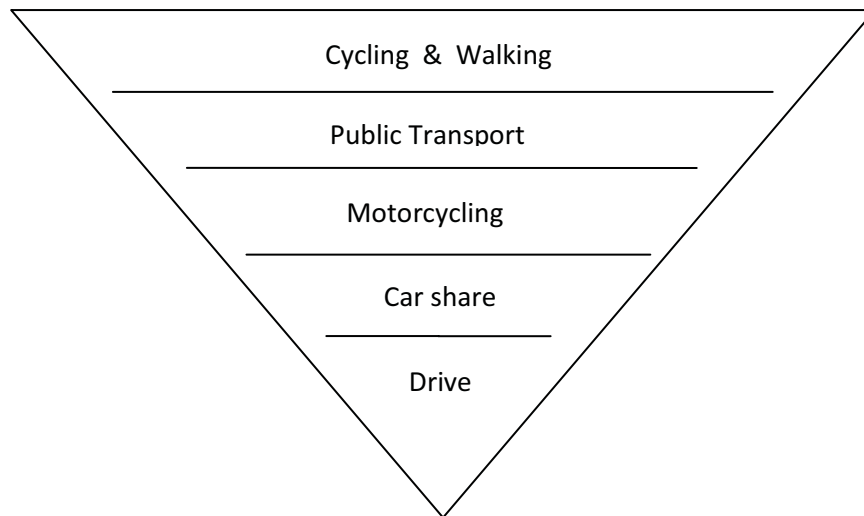 Cycling & Walking
Public Transport
Motorcycling
Car share
Drive